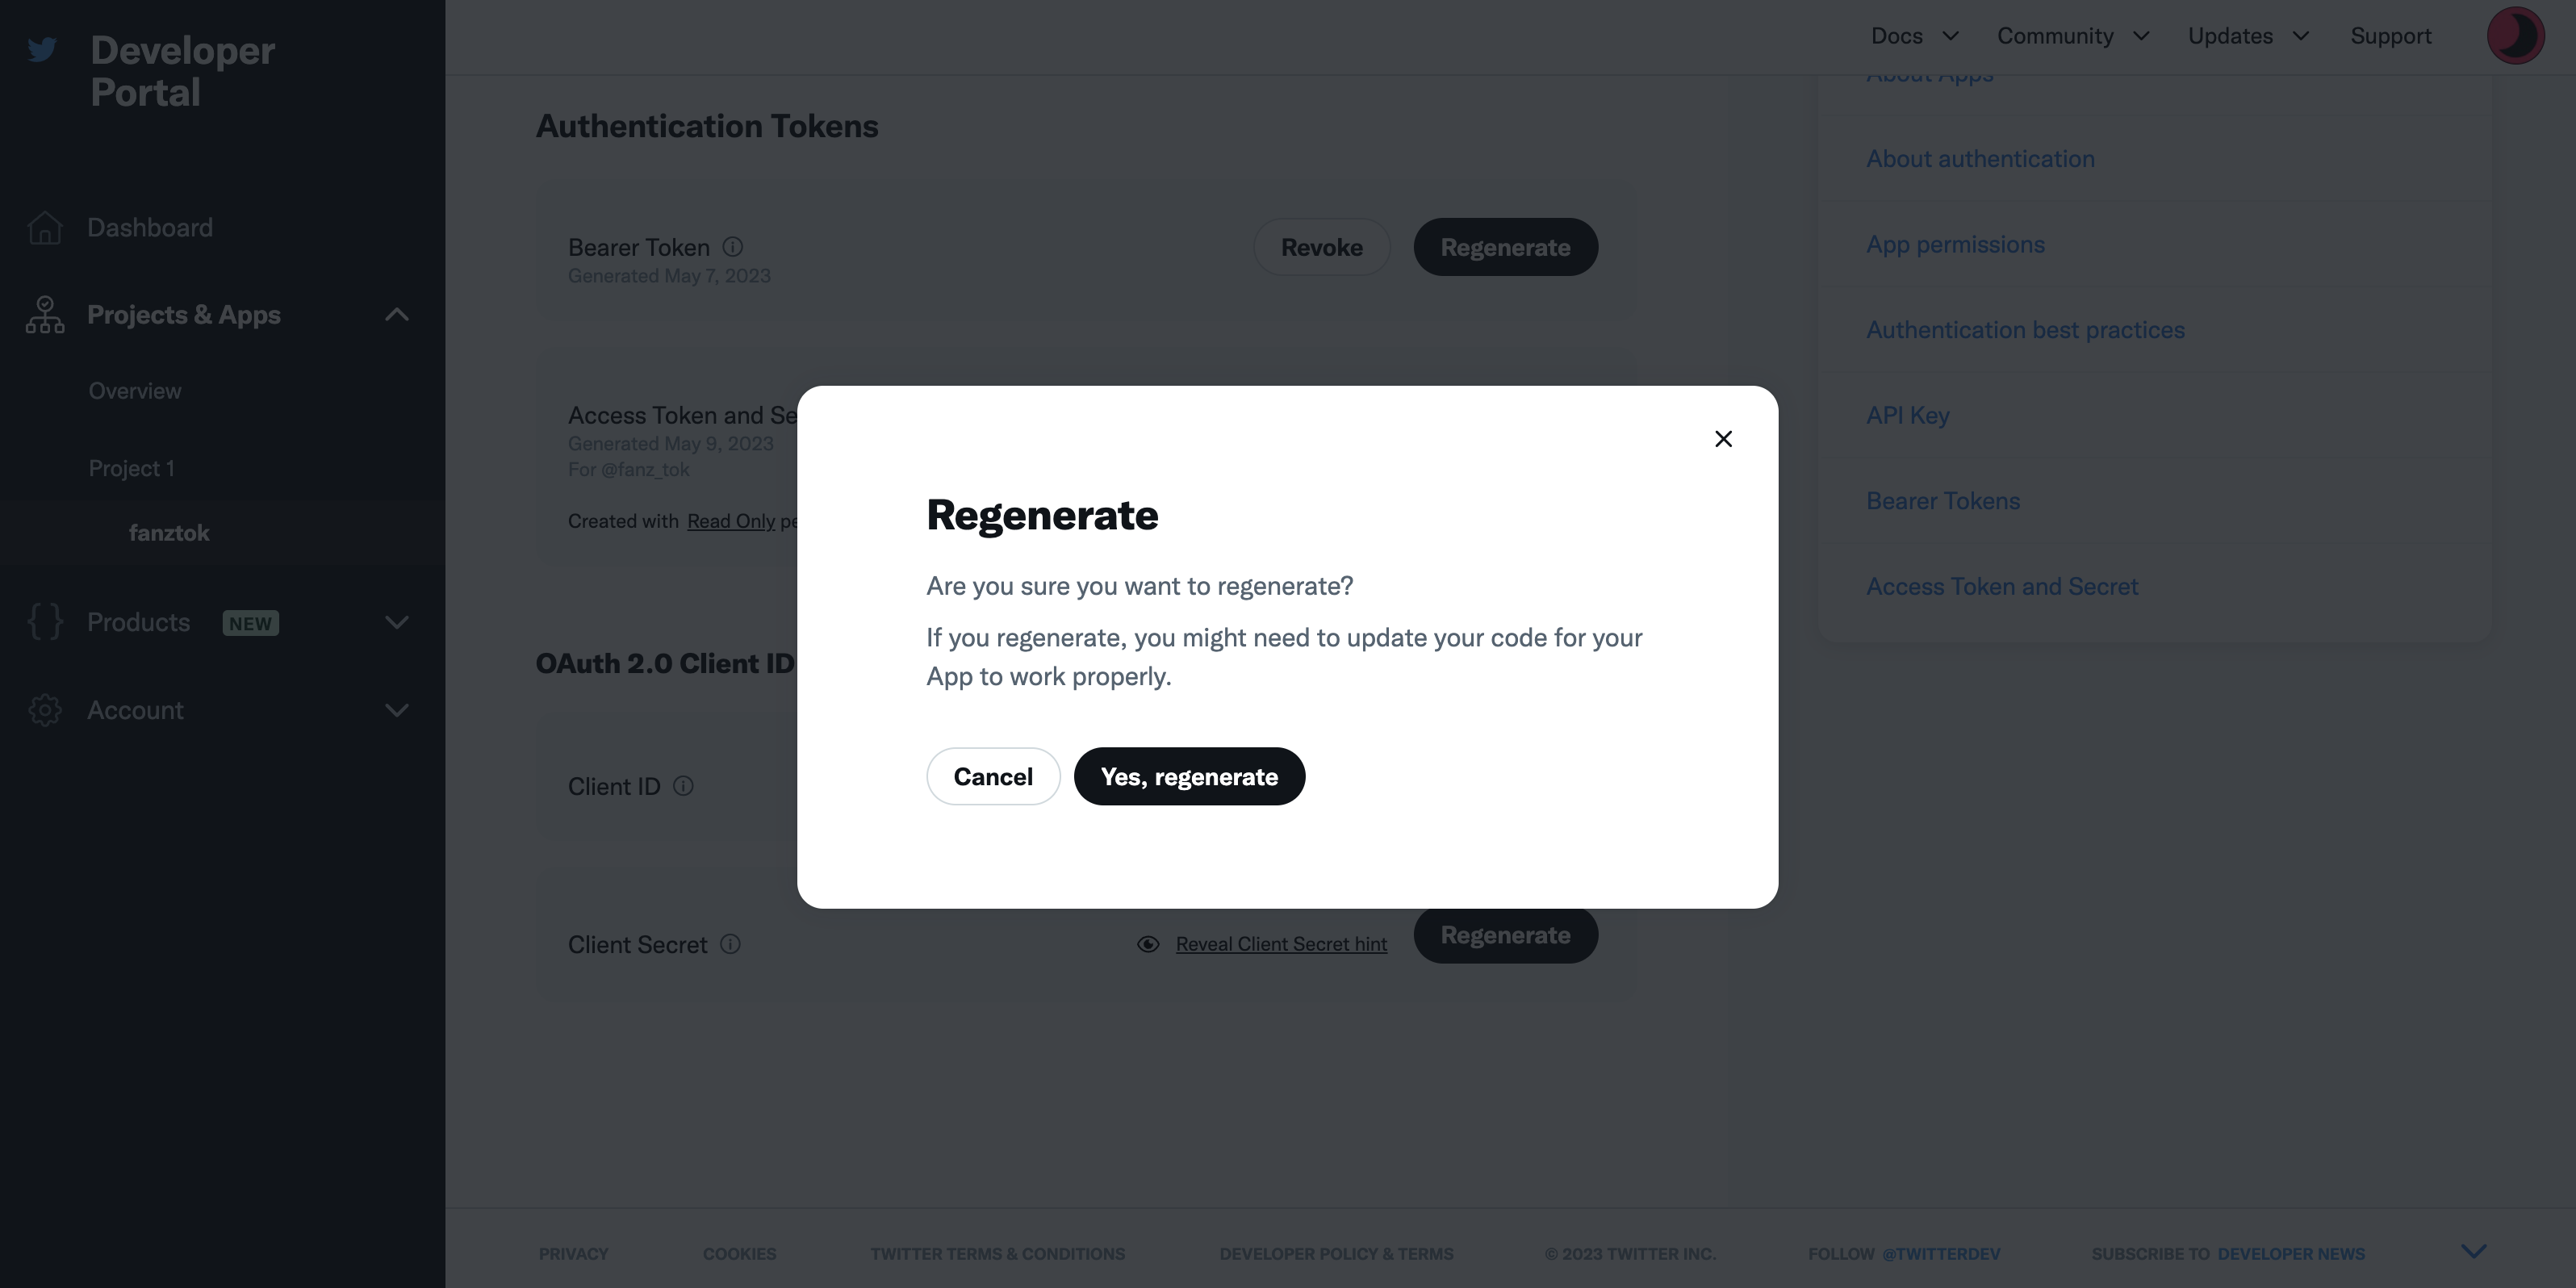 Developer
Portal
Dashboard
Projects & Apps
Overview
Project 1
fanztok
Products NEW
Account
Docs Community Updates Support
Authentication Tokens
Bearer Token
Generated May 7, 2023
Revoke Regenerate
Access Token and Se
Generated May 9, 2023
For @fanz_tok
Created with Read Only pe
OAuth 2.0 Client ID
Client ID
Client Secret
Reveal Client Secret hint
Regenerate
Regenerate
Are you sure you want to regenerate?
If you regenerate, you might need to update your code for your
App to work properly.
Cancel Yes, regenerate
About Apps
About authentication
App permissions
Authentication best practices
API Key
Bearer Tokens
Access Token and Secret
PRIVACY COOKIES TWITTER TERMS & CONDITIONS DEVELOPER POLICY & TERMS © 2023 TWITTER INC. FOLLOW @TWITTERDEV SUBSCRIBE TO DEVELOPER NEWS